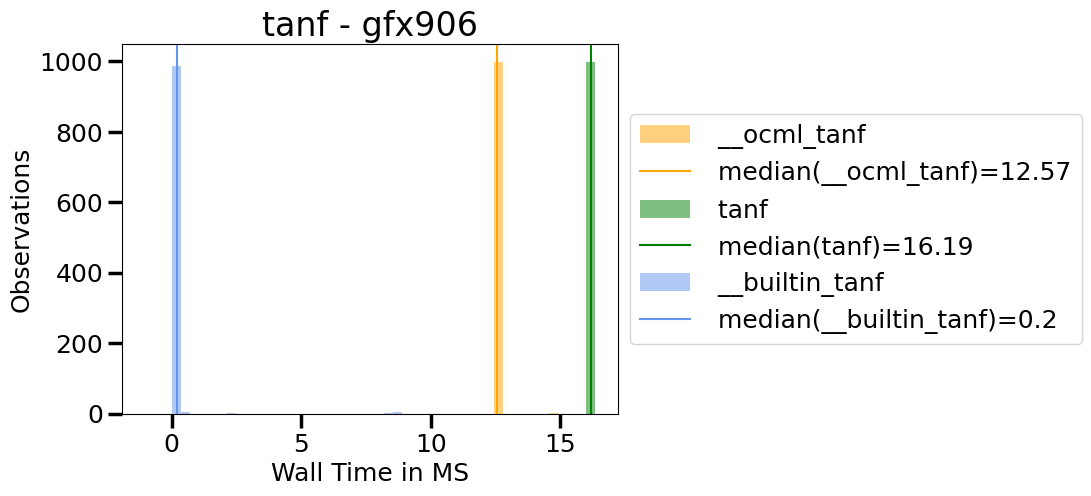 tanf - gfx906
1000
800
600
400
200
0
Observations
0 5 10 15
Wall Time in MS
__ocml_tanf
median(__ocml_tanf)=12.57
tanf
median(tanf)=16.19
__builtin_tanf
median(__builtin_tanf)=0.2